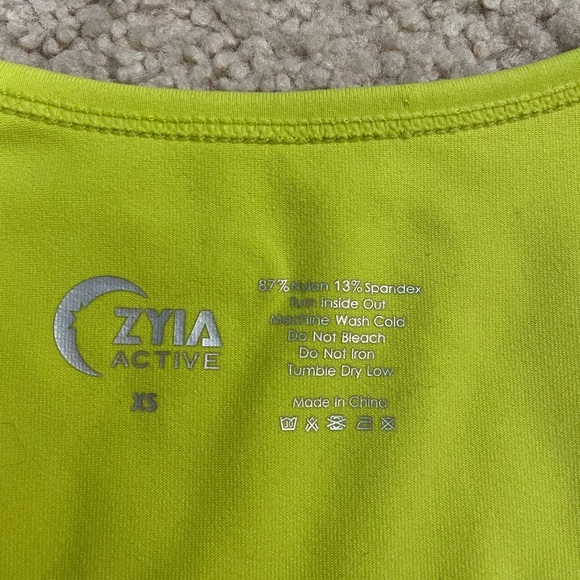 ZYIA
ACTIVE
XS
87% Nylon 13% Spandex
Turn Inside Out
Machine Wash Cold
Do Not Bleach
Do Not Iron
Tumble Dry Low
Made in China